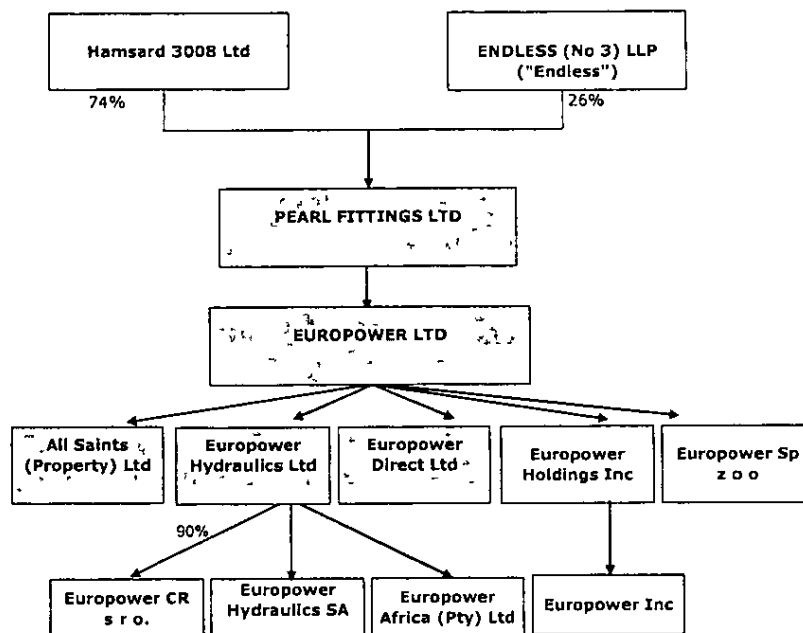 Hamsard 3008 Ltd
ENDLESS (No 3) LLP
("Endless")
74%
26%
PEARL FITTINGS LTD
EUROPOWER LTD
All Saints
(Property) Ltd
Europower
Hydraulics Ltd
Europower
Direct Ltd
Europower
Holdings Inc
Europower Sp
z o o
90%
Europower CR
s r o.
Europower
Hydraulics SA
Europower
Africa (Pty) Ltd
Europower Inc